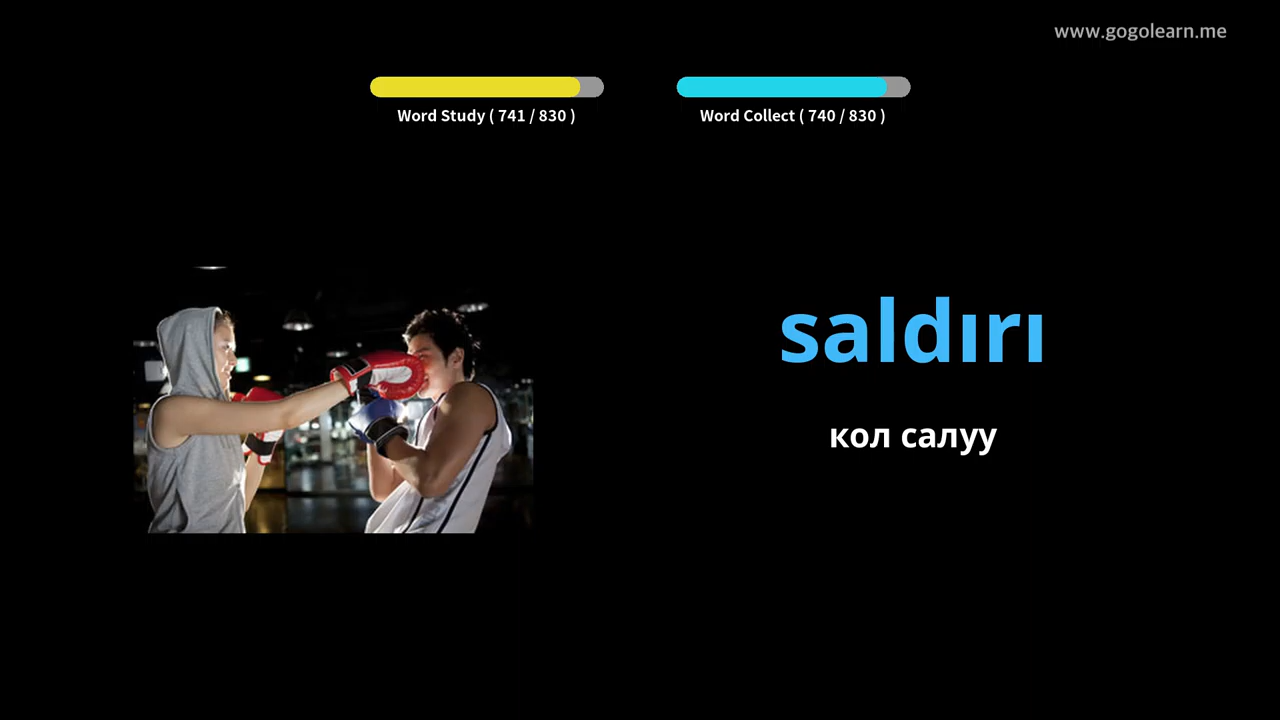 www.gogolearn.me
Word Study ( 741 / 830 )
Word Collect ( 740 / 830 )
saldırı
кол салуу